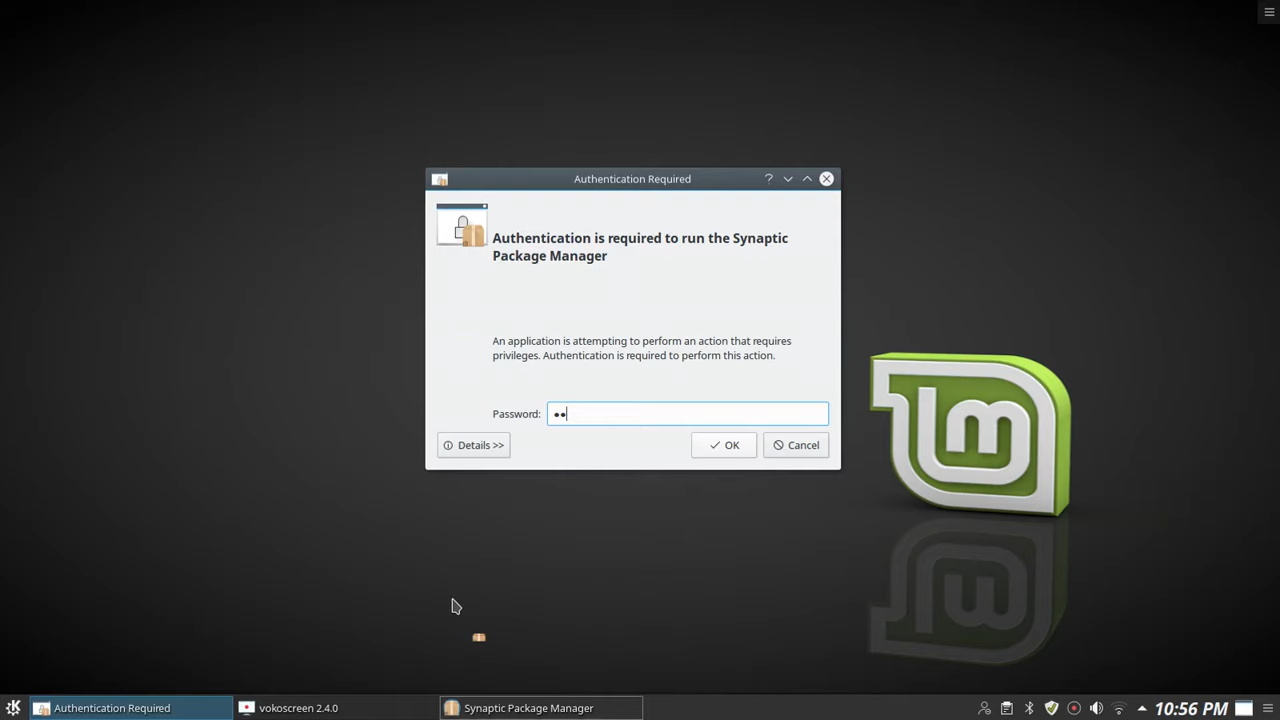 Authentication Required
Authentication is required to run the Synaptic
Package Manager
An application is attempting to perform an action that requires
privileges. Authentication is required to perform this action.
Password: ●●
Details >>
OK
Cancel
lm
Authentication Required
vokoscreen 2.4.0
Synaptic Package Manager
10:56 PM